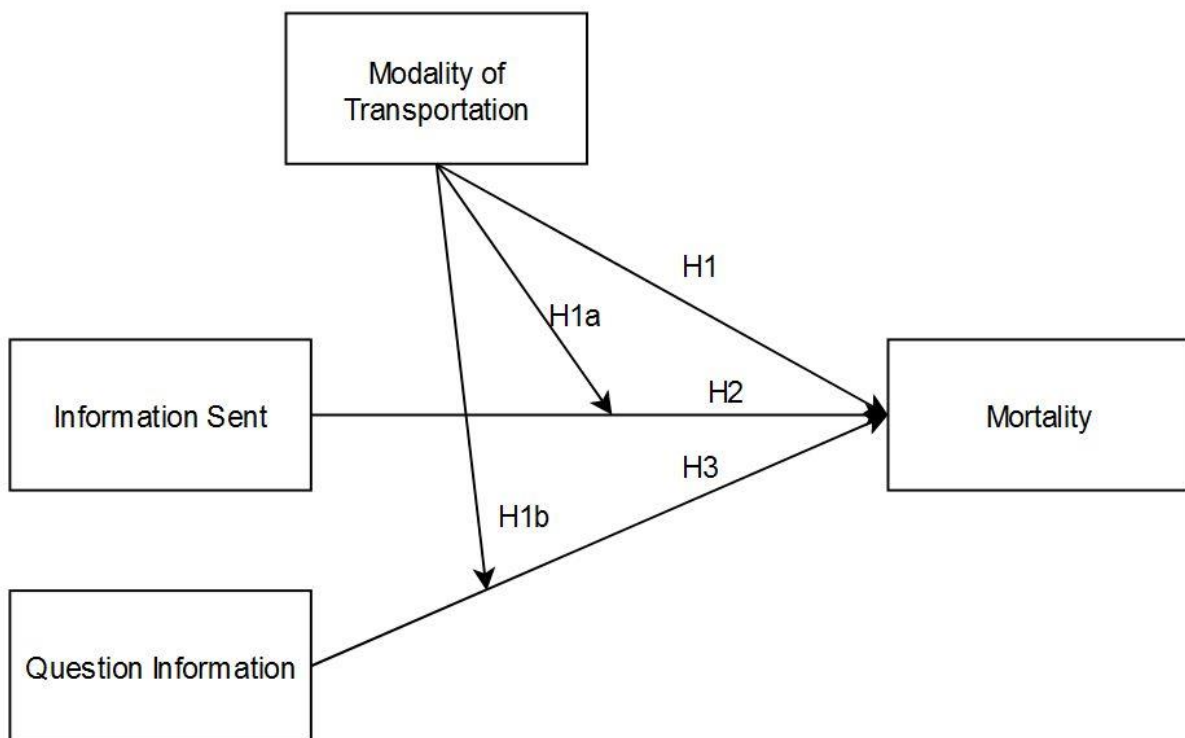 Modality of
Transportation
H1
H1a
Information Sent
H2
Mortality
H3
H1b
Question Information